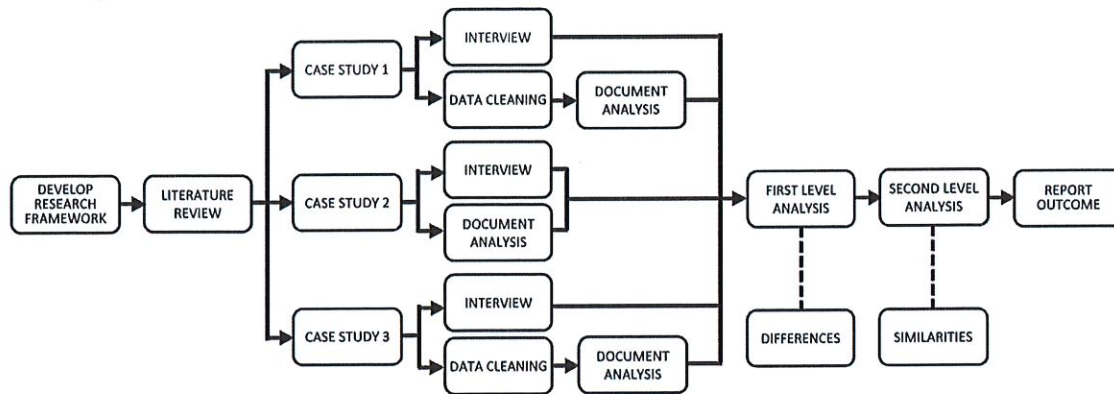 DEVELOP
RESEARCH
FRAMEWORK
LITERATURE
REVIEW
CASE STUDY 1
INTERVIEW
DATA CLEANING
DOCUMENT
ANALYSIS
CASE STUDY 2
INTERVIEW
DOCUMENT
ANALYSIS
CASE STUDY 3
INTERVIEW
DATA CLEANING
DOCUMENT
ANALYSIS
FIRST LEVEL
ANALYSIS
SECOND LEVEL
ANALYSIS
REPORT
OUTCOME
DIFFERENCES
SIMILARITIES